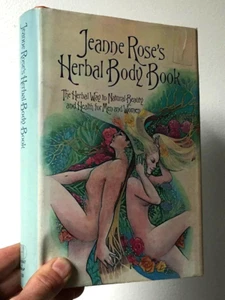 Jeanne Rose's
Herbal Body Book
The Herbal Way to Natural Beauty
and Health for Men and Women
Jeanne Rose's
Herbal Body Book